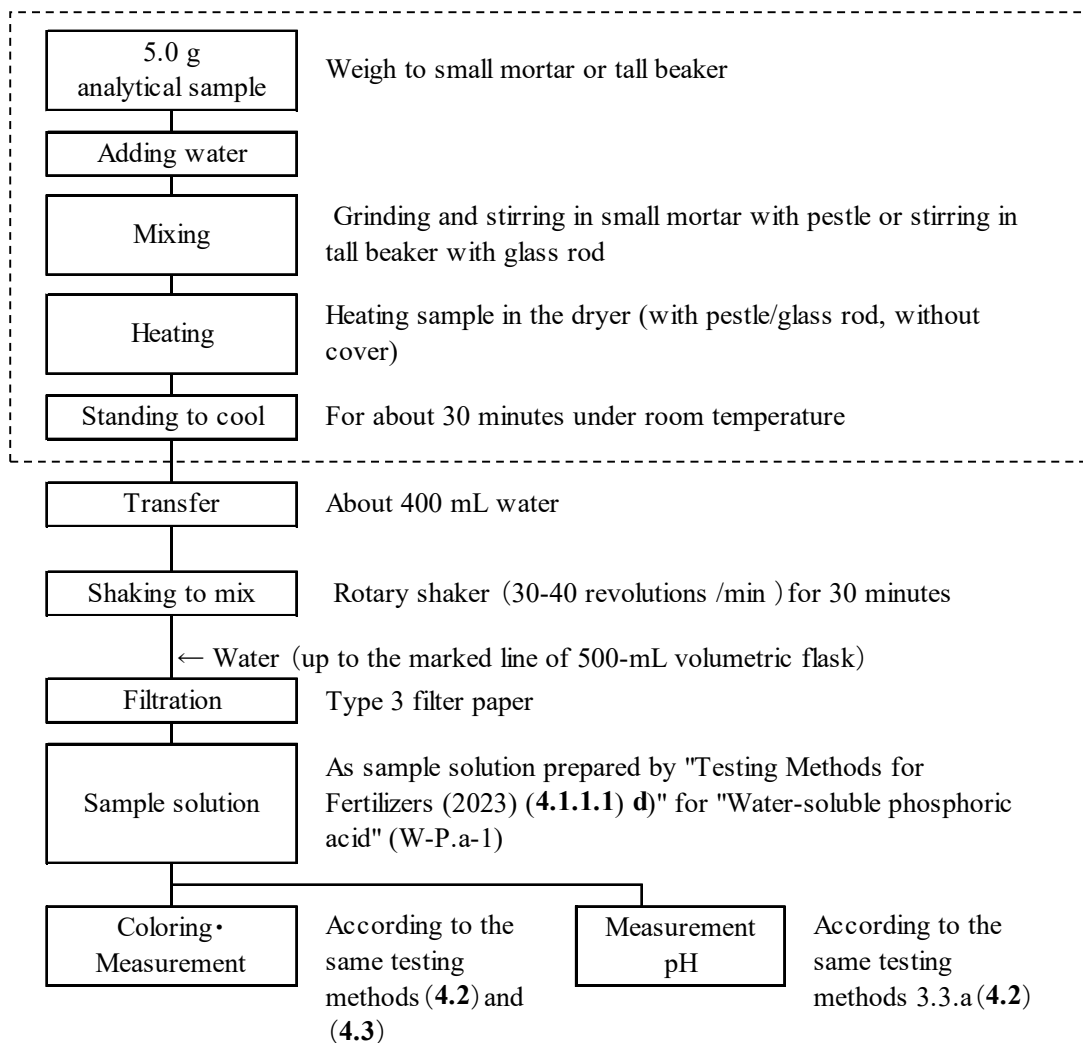 5.0 g
analytical sample
Weigh to small mortar or tall beaker
Adding water
Mixing
Grinding and stirring in small mortar with pestle or stirring in
tall beaker with glass rod
Heating
Heating sample in the dryer (with pestle/glass rod, without
cover)
Standing to cool
For about 30 minutes under room temperature
Transfer
About 400 mL water
Shaking to mix
Rotary shaker（30-40 revolutions /min）for 30 minutes
← Water（up to the marked line of 500-mL volumetric flask）
Filtration
Type 3 filter paper
Sample solution
As sample solution prepared by "Testing Methods for
Fertilizers (2023) (4.1.1.1) d)" for "Water-soluble phosphoric
acid" (W-P.a-1)
Coloring・
Measurement
According to the
same testing
methods(4.2)and
(4.3)
Measurement
pH
According to the
same testing
methods 3.3.a(4.2)